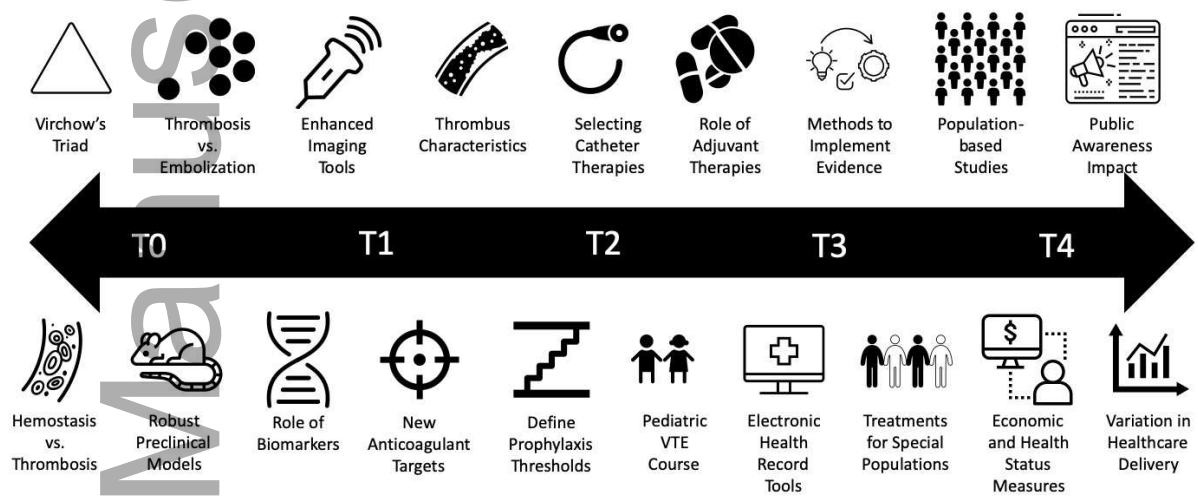 Virchow's
Triad
Thrombosis
vs.
Embolization
Enhanced
Imaging
Tools
Thrombus
Characteristics
Selecting
Catheter
Therapies
Role of
Adjuvant
Therapies
Methods to
Implement
Evidence
Population-
based
Studies
Public
Awareness
Impact
T0 T1 T2 T3 T4
Hemostasis
vs.
Thrombosis
Robust
Preclinical
Models
Role of
Biomarkers
New
Anticoagulant
Targets
Define
Prophylaxis
Thresholds
Pediatric
VTE
Course
Electronic
Health
Record
Tools
Treatments
for Special
Populations
$
Economic
and Health
Status
Measures
Variation in
Healthcare
Delivery
Manus